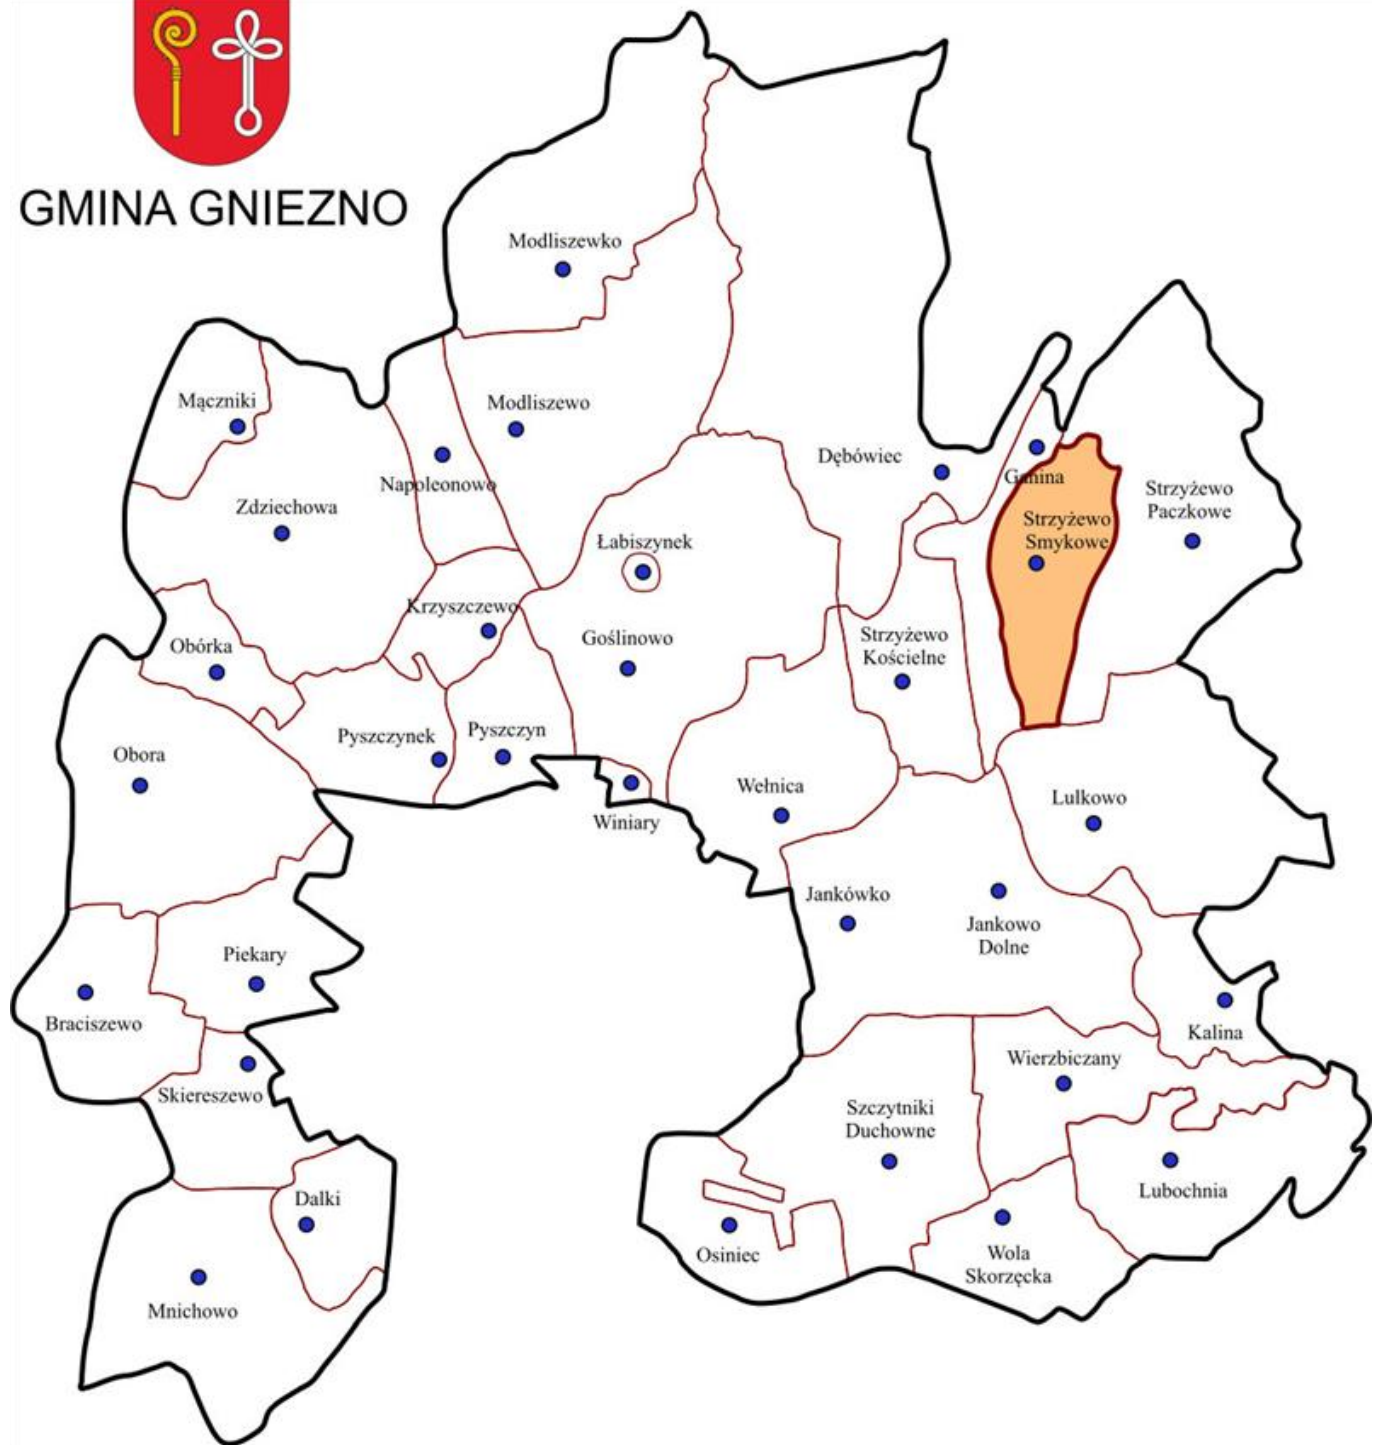 GMINA GNIEZNO
Modliszewko
Mączniki
Modliszewo
Napoleonowo
Zdziechowa
Dębówiec
Ganina
Strzyżewo
Paczkowe
Strzyżewo
Smykowe
Łabiszynek
Krzyszczewo
Goślinowo
Strzyżewo
Kościelne
Obórka
Pyszczynek
Pyszczyn
Obora
Wełnica
Winiary
Lulkowo
Jankówko
Jankowo
Dolne
Piekary
Braciszewo
Kalina
Skiereszewo
Wierzbiczany
Szczytniki
Duchowne
Lubochnia
Dalki
Osiniec
Wola
Skorzęcka
Mnichowo